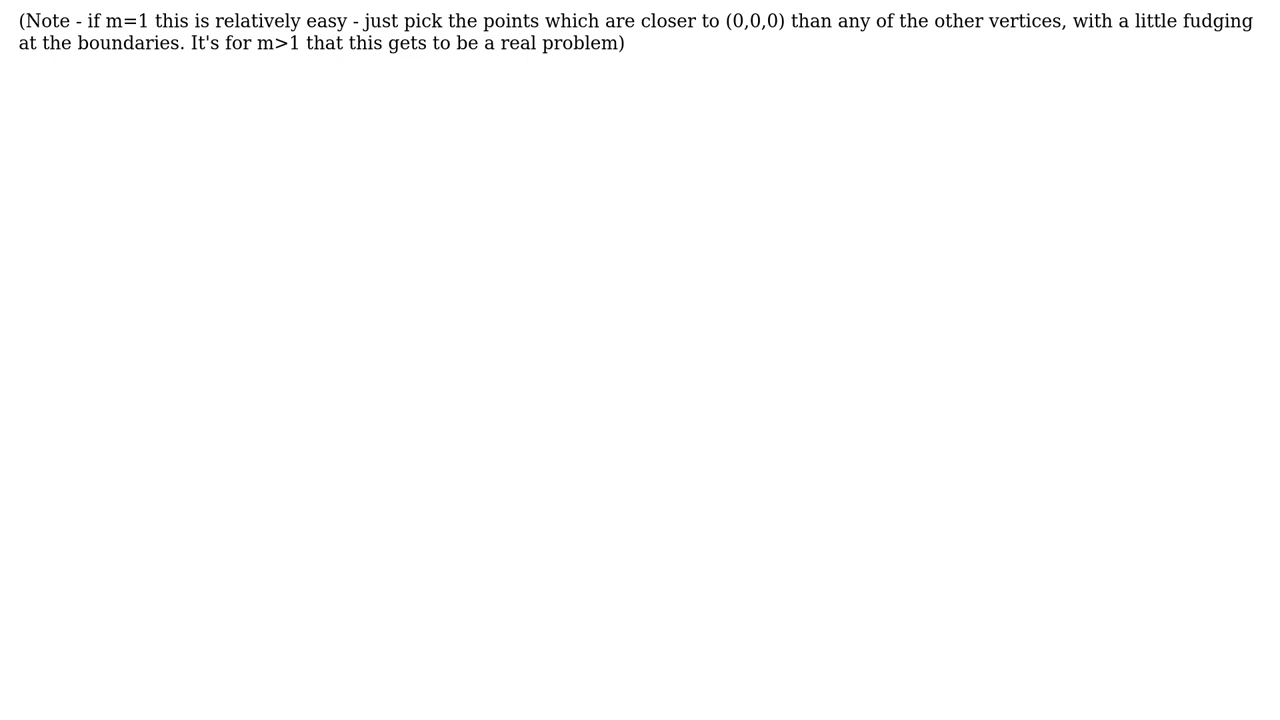 (Note - if m=1 this is relatively easy - just pick the points which are closer to (0,0,0) than any of the other vertices, with a little fudging
at the boundaries. It's for m>1 that this gets to be a real problem)